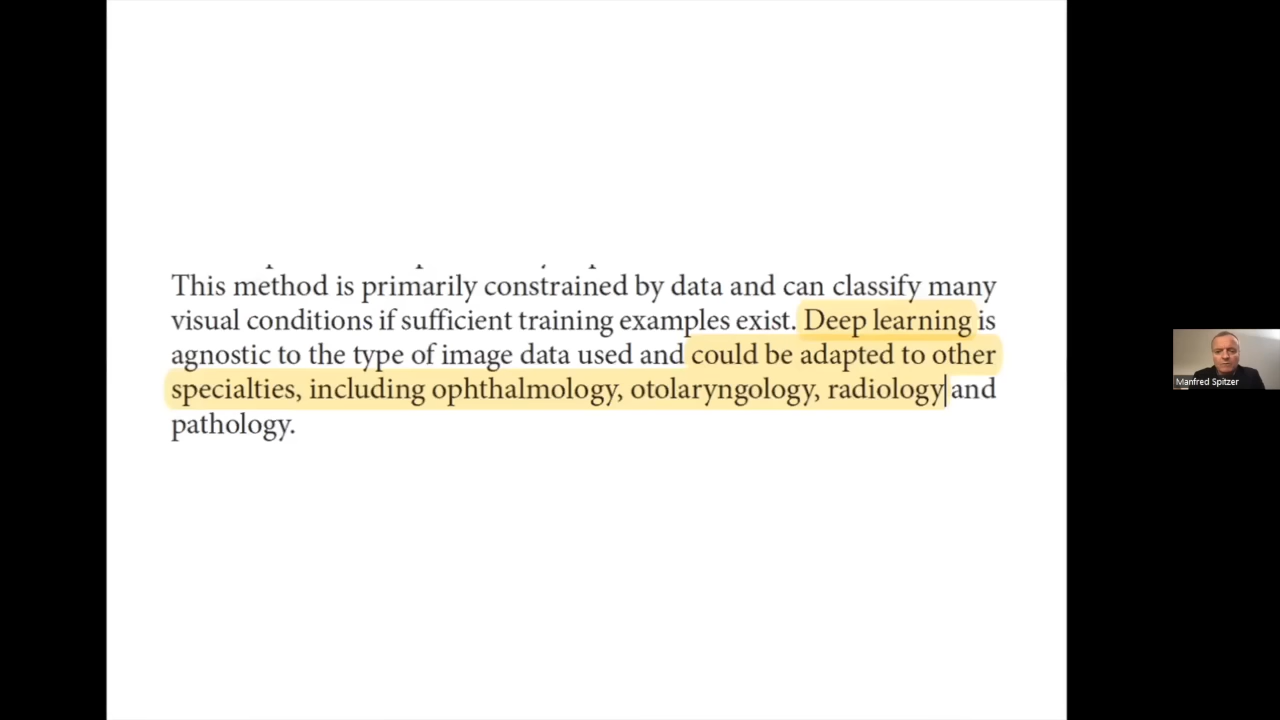 This method is primarily constrained by data and can classify many
visual conditions if sufficient training examples exist. Deep learning is
agnostic to the type of image data used and could be adapted to other
specialties, including ophthalmology, otolaryngology, radiology and
pathology.
Manfred Spitzer